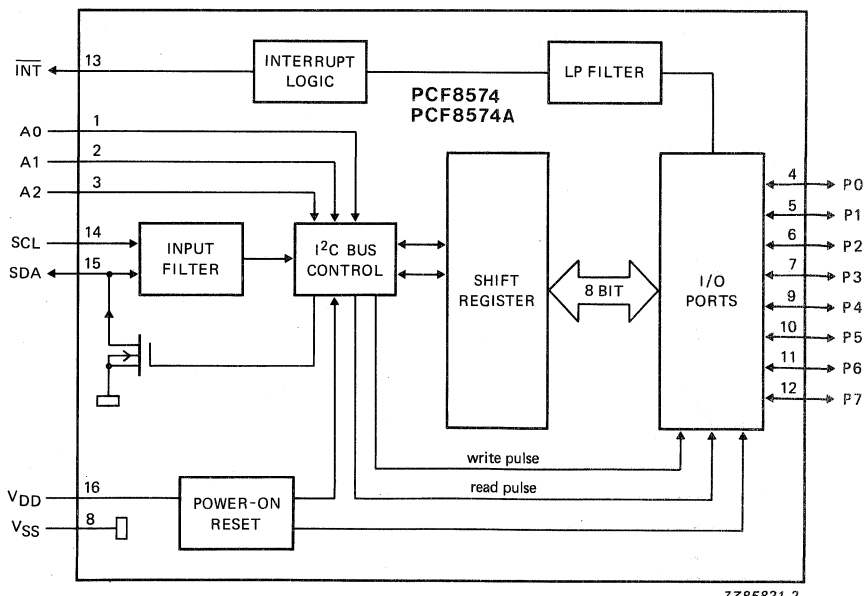 INT
13
INTERRUPT
LOGIC
LP FILTER
PCF8574
PCF8574A
A0
1
A1
2
A2
3
SCL
14
SDA
15
INPUT
FILTER
I²C BUS
CONTROL
SHIFT
REGISTER
8 BIT
I/O
PORTS
4
P0
5
P1
6
P2
7
P3
9
P4
10
P5
11
P6
12
P7
write pulse
read pulse
VDD
16
VSS
8
POWER-ON
RESET
7Z85821.2